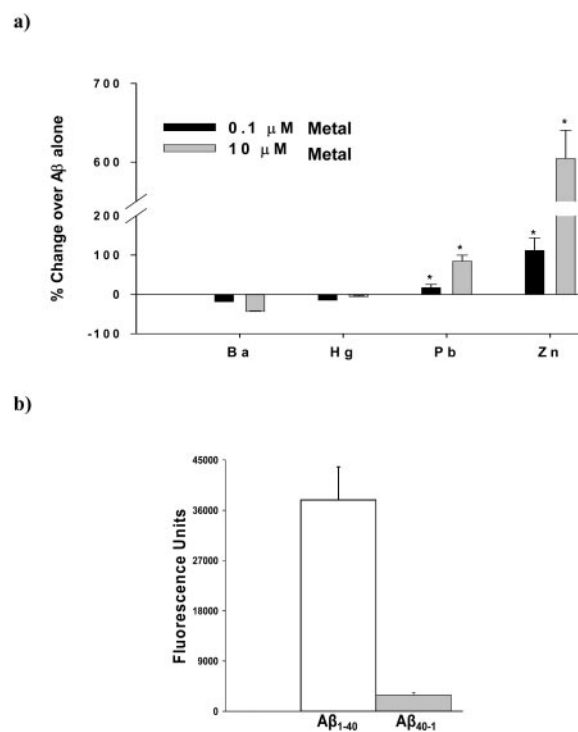 a)
% Change over Aβ alone
700
600
200
100
0
-100
0.1 μM Metal
10 μM Metal
*
*
*
*
Ba
Hg
Pb
Zn
b)
Fluorescence Units
45000
36000
27000
18000
9000
0
Aβ1-40
Aβ40-1